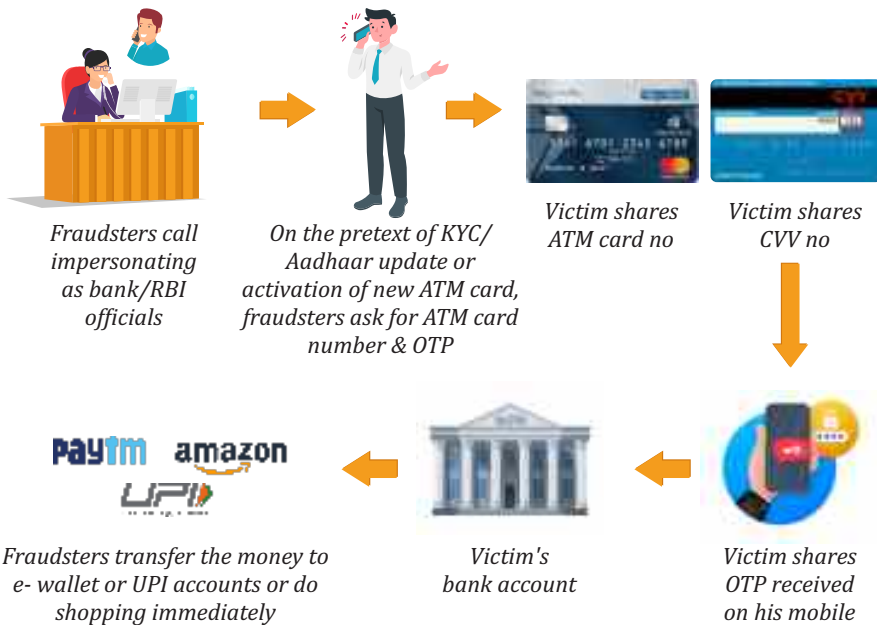 Fraudsters call
impersonating
as bank/RBI
officials
On the pretext of KYC/
Aadhaar update or
activation of new ATM card,
fraudsters ask for ATM card
number & OTP
Victim shares
ATM card no
Victim shares
CVV no
Victim shares
OTP received
on his mobile
Victim's
bank account
paytm
amazon
UPI
Fraudsters transfer the money to
e- wallet or UPI accounts or do
shopping immediately